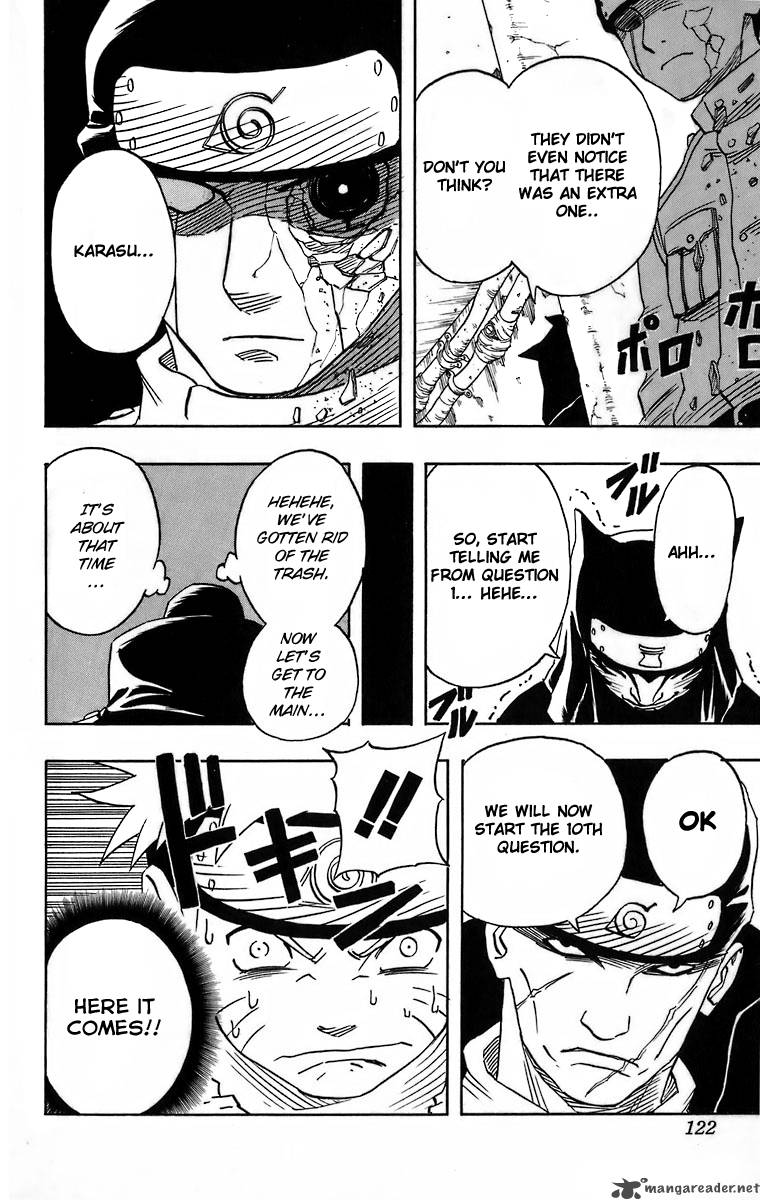 THEY DIDN'T
EVEN NOTICE
THAT THERE
WAS AN EXTRA
ONE..
DON'T YOU
THINK?
ポロ
ポロ
KARASU...
AHH...
ブル
SO, START
TELLING ME
FROM QUESTION
1... HEHE...
ブル
HEHEHE,
WE'VE
GOTTEN RID
OF THE
TRASH.
NOW
LET'S
GET TO
THE
MAIN...
IT'S
ABOUT
THAT
TIME
...
OK
WE WILL NOW
START THE 10TH
QUESTION.
!!
ドキン
HERE IT
COMES!!
122
mangareader.net